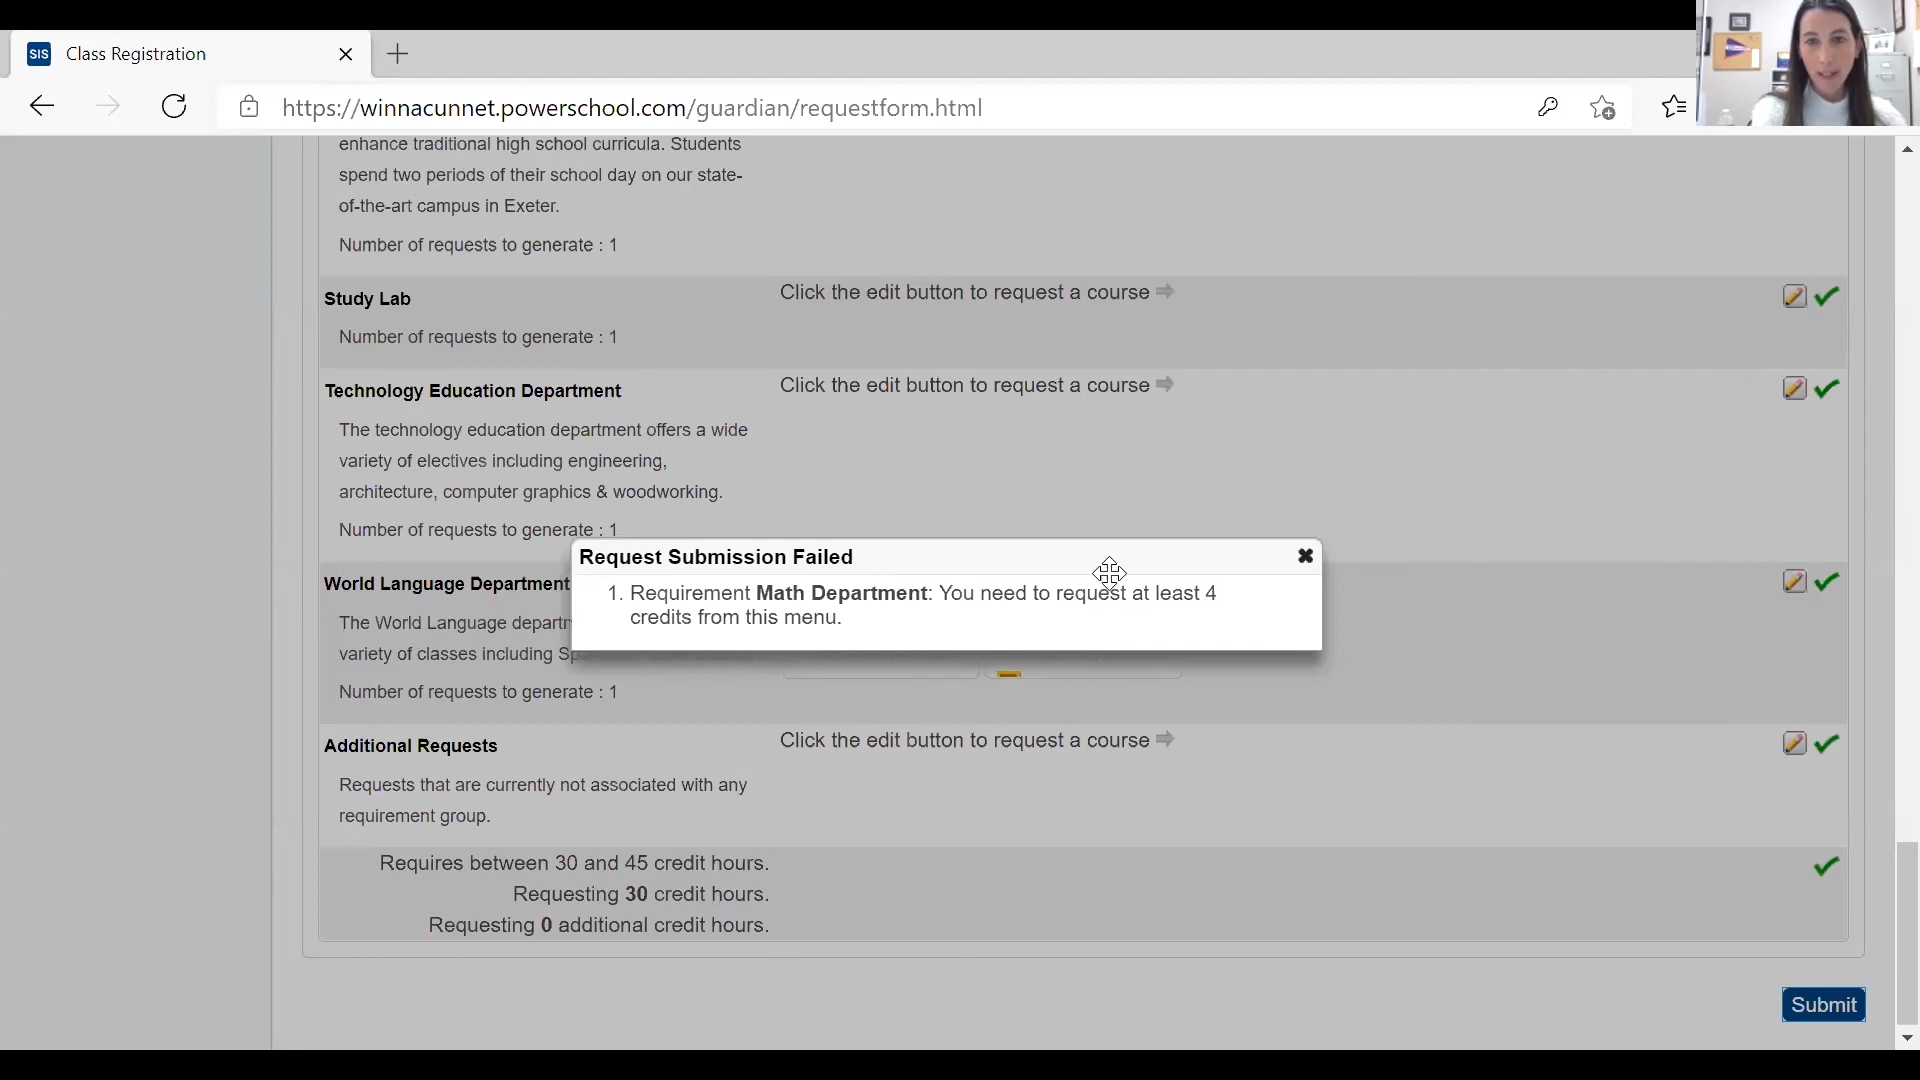 SIS Class Registration
https://winnacunnet.powerschool.com/guardian/requestform.html
enhance traditional high school curricula. Students
spend two periods of their school day on our state-
of-the-art campus in Exeter.
Number of requests to generate : 1
Study Lab
Click the edit button to request a course
Number of requests to generate : 1
Technology Education Department
Click the edit button to request a course
The technology education department offers a wide
variety of electives including engineering,
architecture, computer graphics & woodworking.
Number of requests to generate : 1
Request Submission Failed
1. Requirement Math Department: You need to request at least 4
credits from this menu.
World Language Department
The World Language
variety of classes including
Number of requests to generate : 1
Additional Requests
Click the edit button to request a course
Requests that are currently not associated with any
requirement group.
Requires between 30 and 45 credit hours.
Requesting 30 credit hours.
Requesting 0 additional credit hours.
Submit